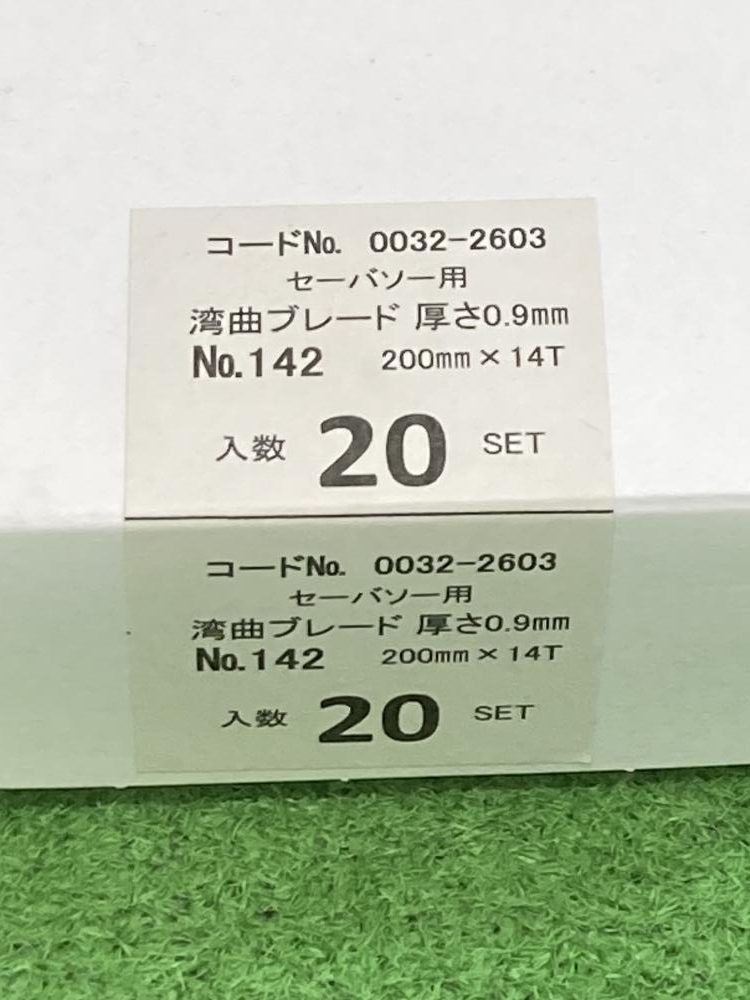 コードNo. 0032-2603
セーバソー用
湾曲ブレード 厚さ0.9mm
No.142 200mm×14T
入数 20 SET
コードNo. 0032-2603
セーバソー用
湾曲ブレード 厚さ0.9mm
No.142 200mm×14T
入数 20 SET